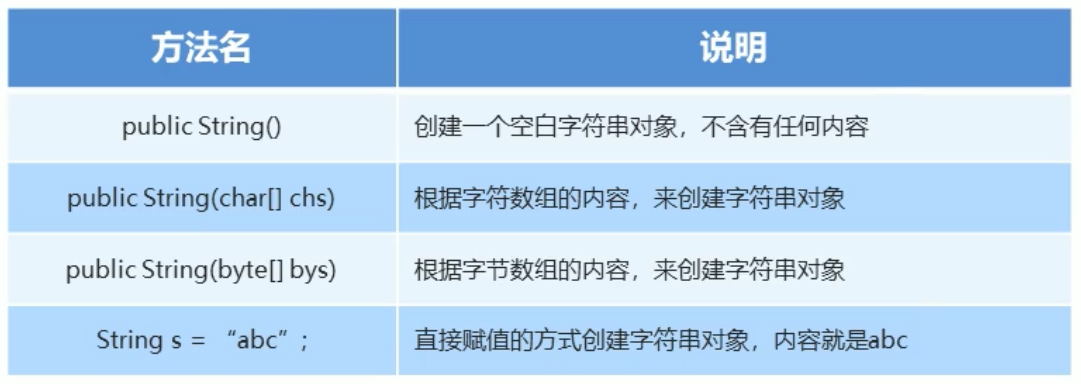 方法名 说明
public String() 创建一个空白字符串对象，不含有任何内容
public String(char[] chs) 根据字符数组的内容，来创建字符串对象
public String(byte[] bys) 根据字节数组的内容，来创建字符串对象
String s = “abc”; 直接赋值的方式创建字符串对象，内容就是abc